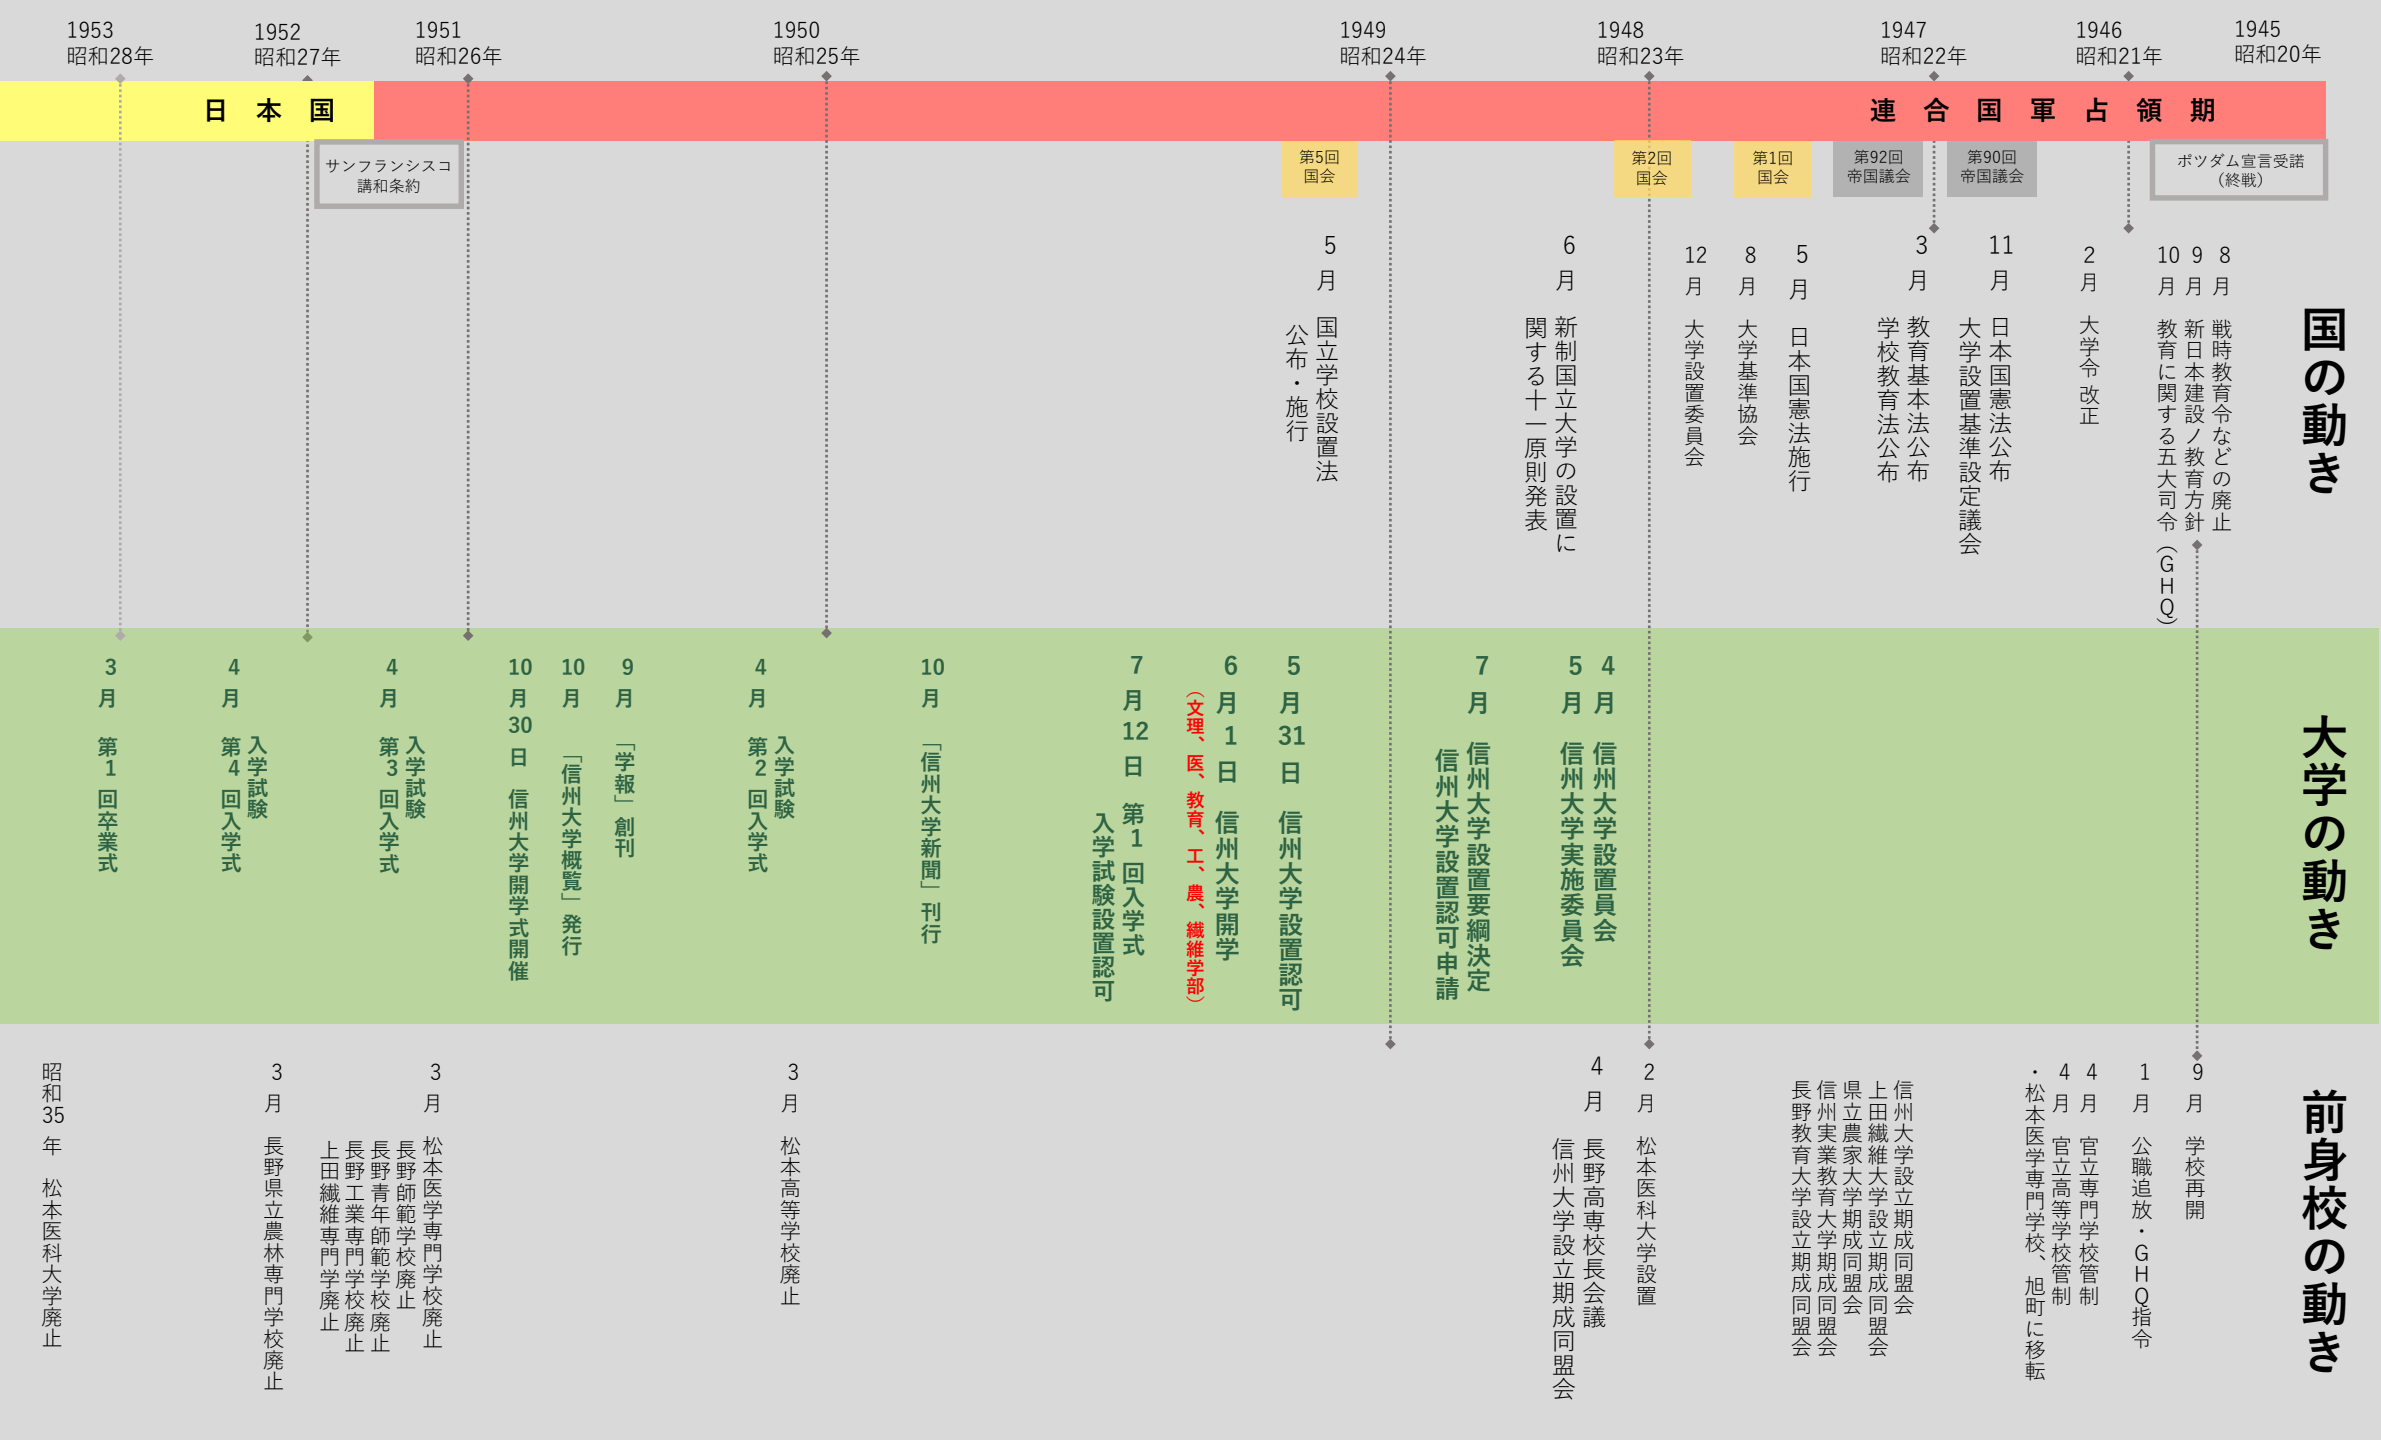 1945
昭和20年
1946
昭和21年
1947
昭和22年
1948
昭和23年
1949
昭和24年
1950
昭和25年
1951
昭和26年
1952
昭和27年
1953
昭和28年
連合国軍占領期
日本国
ポツダム宣言受諾
（終戦）
第90回
帝国議会
第92回
帝国議会
第1回
国会
第2回
国会
第5回
国会
サンフランシスコ
講和条約
国の動き
8月 戦時教育令などの廃止
9月 新日本建設ノ教育方針
10月 教育に関する五大司令（GHQ）
2月 大学令 改正
11月 日本国憲法公布
大学設置基準設定議会
3月 教育基本法公布
学校教育法公布
5月 日本国憲法施行
8月 大学基準協会
12月 大学設置委員会
6月 新制国立大学の設置に
関する十一原則発表
5月 国立学校設置法
公布・施行
大学の動き
4月 信州大学設置員会
5月 信州大学実施委員会
7月 信州大学設置要綱決定
信州大学設置認可申請
5月31日 信州大学設置認可
6月1日 信州大学開学
（文理、医、教育、工、農、繊維学部）
7月12日 第1回入学式
入学試験設置認可
10月 「信州大学新聞」刊行
入学試験
4月 第2回入学式
9月 「学報」創刊
10月 「信州大学概覧」発行
10月30日 信州大学開学式開催
入学試験
4月 第3回入学式
入学試験
4月 第4回入学式
3月 第1回卒業式
前身校の動き
9月 学校再開
1月 公職追放・GHQ指令
4月 官立専門学校管制
4月 官立高等学校管制
・松本医学専門学校、旭町に移転
信州大学設立期成同盟会
上田繊維大学設立期成同盟会
県立農家大学期成同盟会
信州実業教育大学期成同盟会
長野教育大学設立期成同盟会
2月 松本医科大学設置
4月 長野高専校長会議
信州大学設立期成同盟会
3月 松本高等学校廃止
3月 松本医学専門学校廃止
長野師範学校廃止
長野青年師範学校廃止
長野工業専門学校廃止
上田繊維専門学廃止
3月 長野県立農林専門学校廃止
昭和35年 松本医科大学廃止